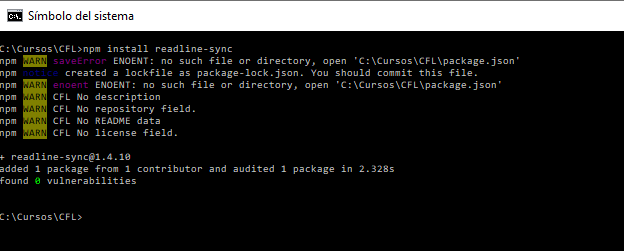 Símbolo del sistema
C:\Cursos\CFL>npm install readline-sync
npm WARN saveError ENOENT: no such file or directory, open 'C:\Cursos\CFL\package.json'
npm notice created a lockfile as package-lock.json. You should commit this file.
npm WARN enoent ENOENT: no such file or directory, open 'C:\Cursos\CFL\package.json'
npm WARN CFL No description
npm WARN CFL No repository field.
npm WARN CFL No README data
npm WARN CFL No license field.
+ readline-sync@1.4.10
added 1 package from 1 contributor and audited 1 package in 2.328s
found 0 vulnerabilities
C:\Cursos\CFL>